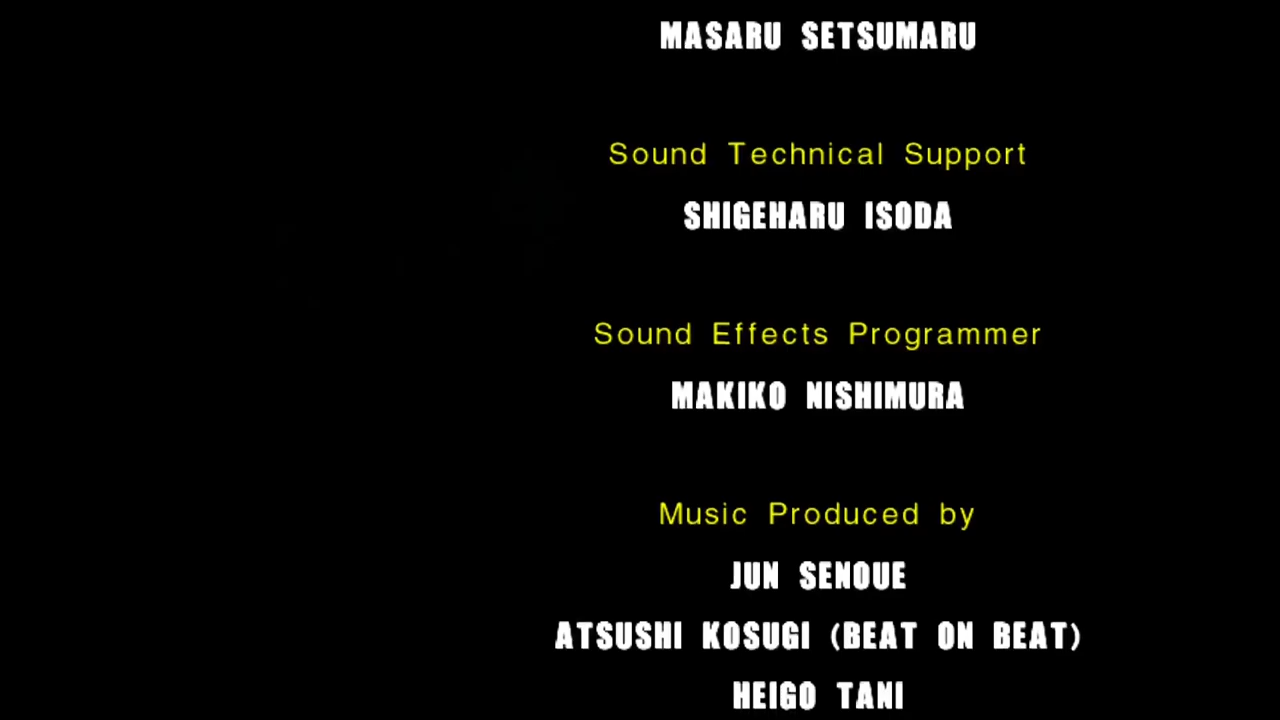 MASARU SETSUMARU
Sound Technical Support
SHIGEHARU ISODA
Sound Effects Programmer
MAKIKO NISHIMURA
Music Produced by
JUN SENOUE
ATSUSHI KOSUGI (BEAT ON BEAT)
HEIGO TANI